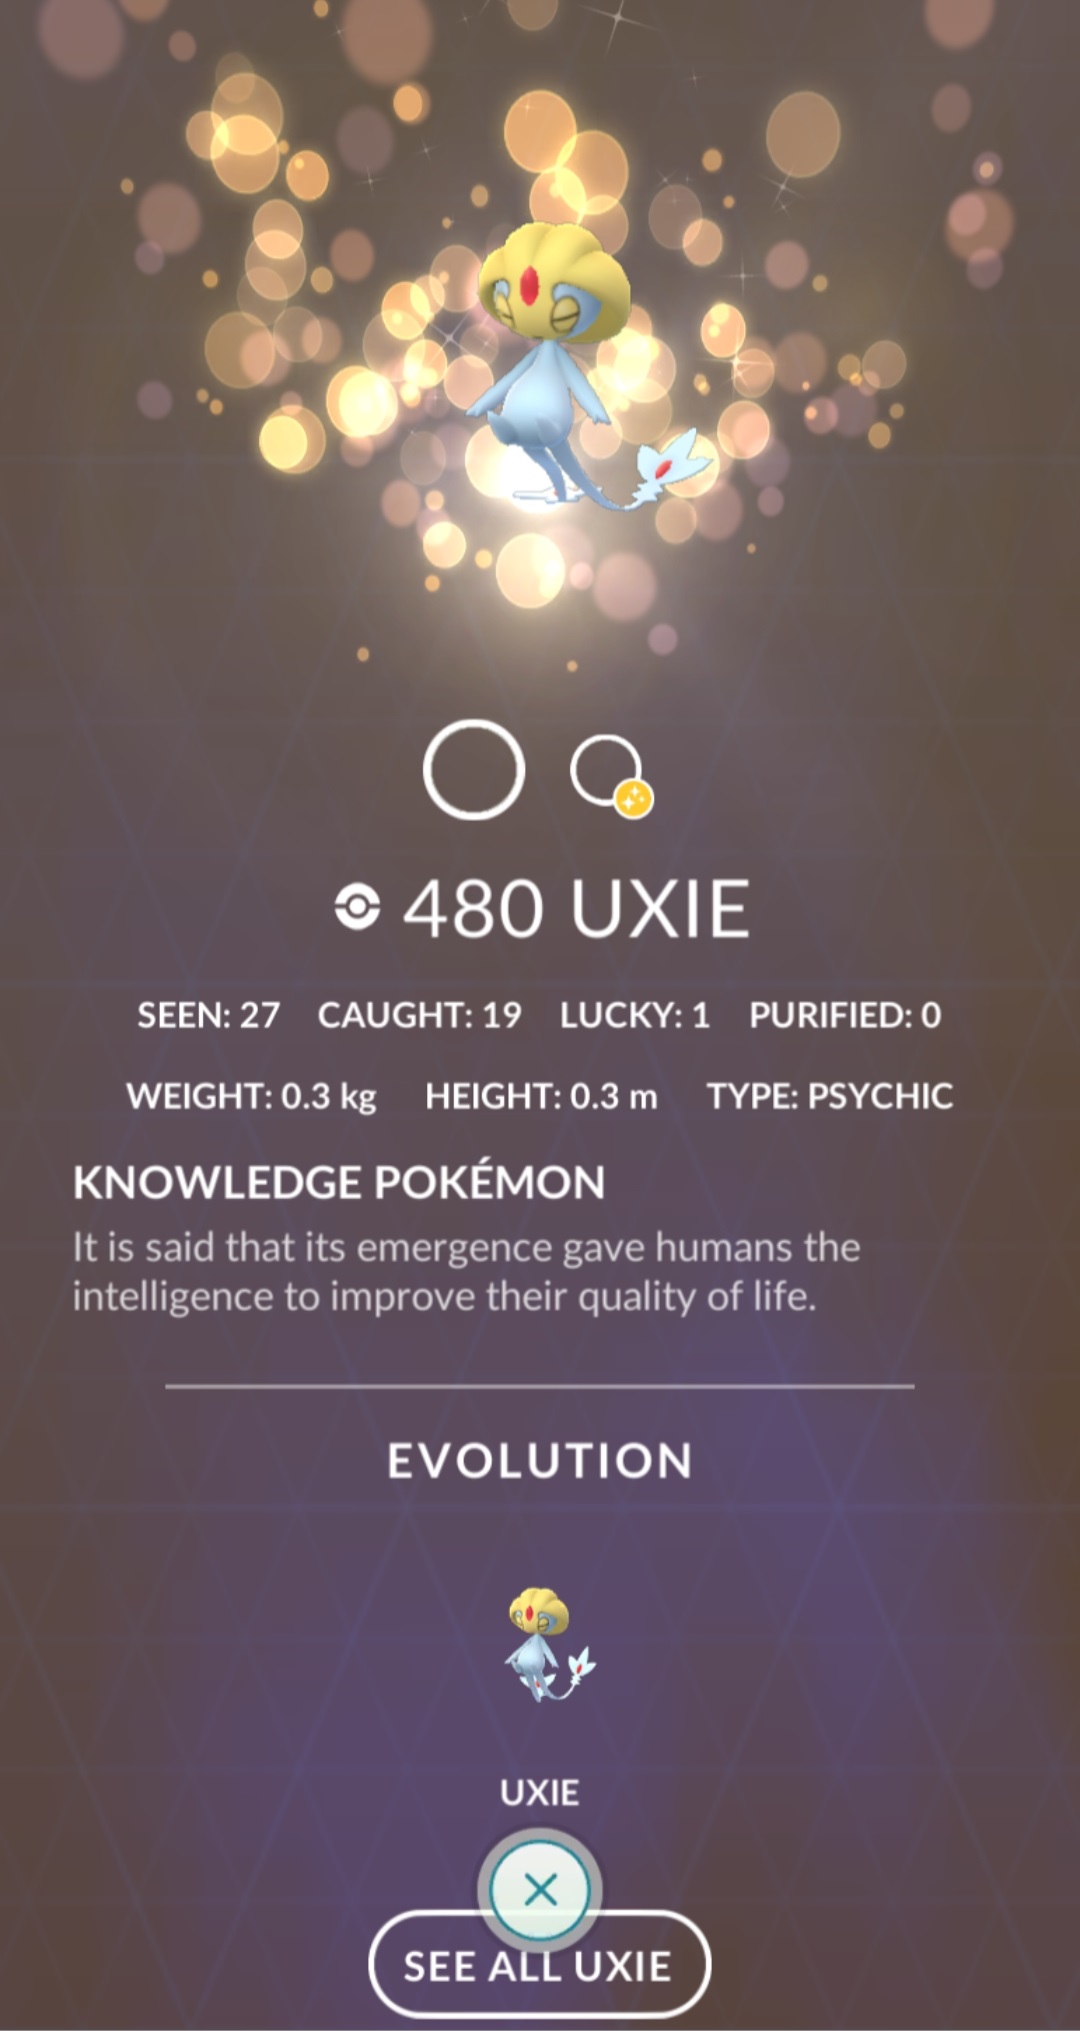 480 UXIE
SEEN: 27 CAUGHT: 19 LUCKY: 1 PURIFIED: 0
WEIGHT: 0.3 kg HEIGHT: 0.3 m TYPE: PSYCHIC
KNOWLEDGE POKÉMON
It is said that its emergence gave humans the
intelligence to improve their quality of life.
EVOLUTION
UXIE
SEE ALL UXIE